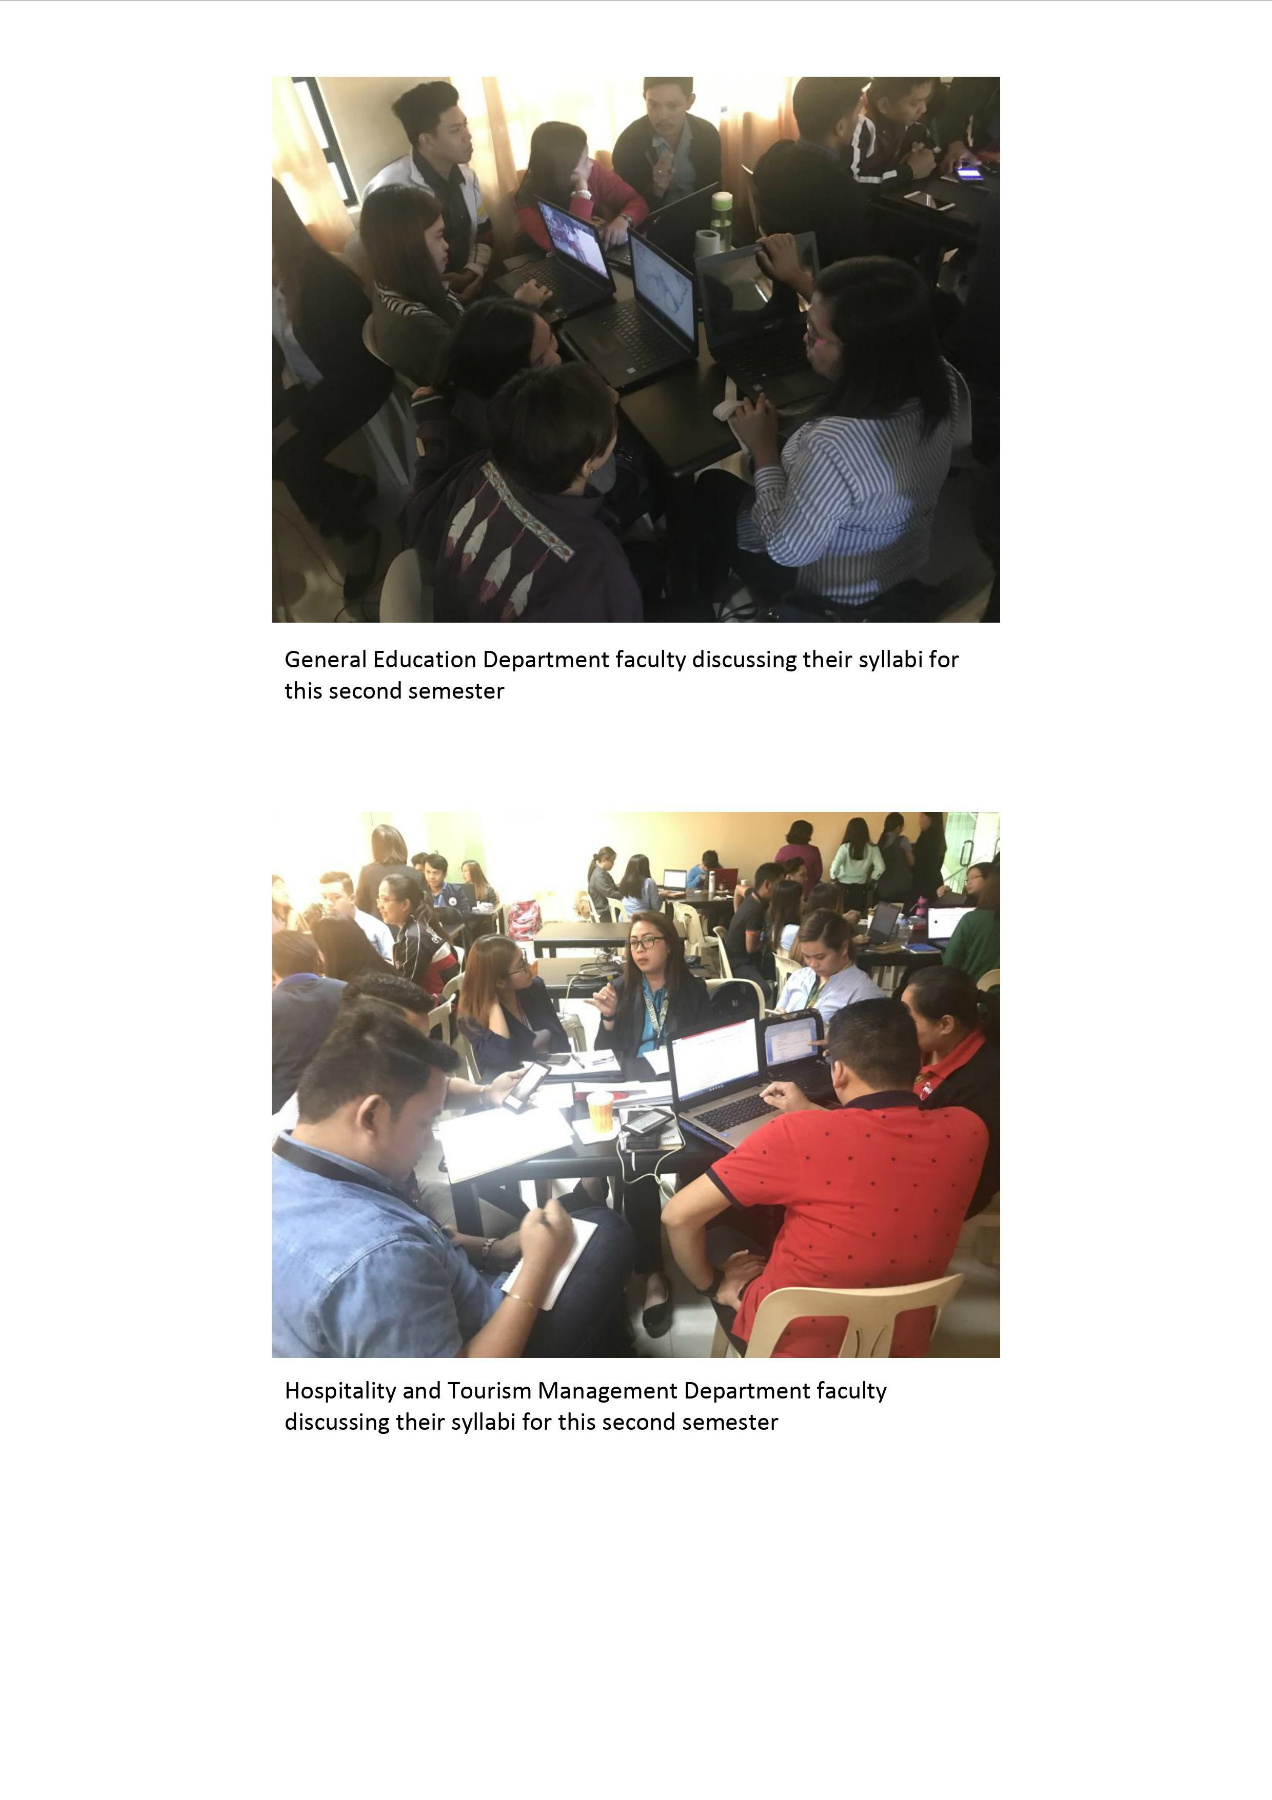 General Education Department faculty discussing their syllabi for
this second semester
Hospitality and Tourism Management Department faculty
discussing their syllabi for this second semester